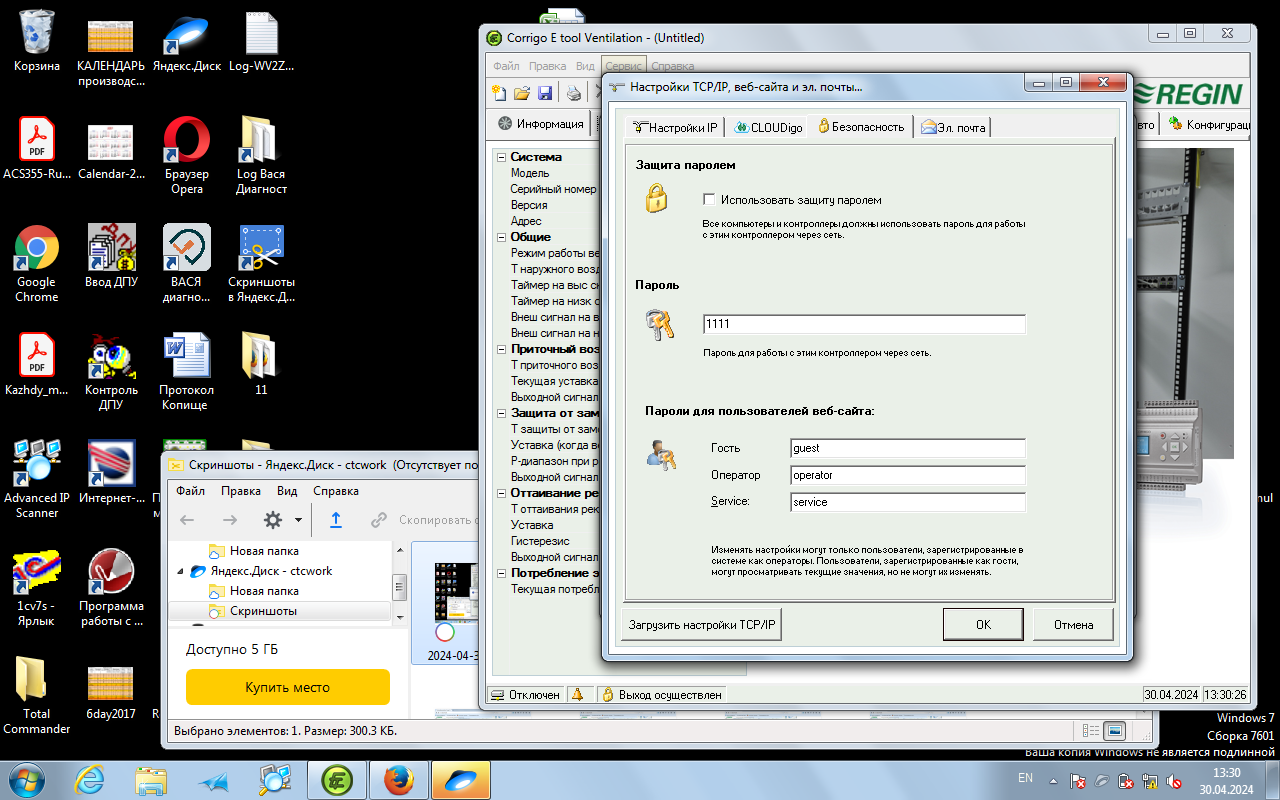 Корзина
КАЛЕНДАРЬ
производс...
Яндекс.Диск
Log-WV2Z...
ACS355-Ru...
Calendar-2...
Браузер
Opera
Log Вася
Диагност
Google
Chrome
Ввод ДПУ
ВАСЯ
диагно...
Скриншоты
в Яндекс.Д...
Kazhdy_m...
Контроль
ДПУ
Протокол
Копище
11
Advanced IP
Scanner
Интернет-...
1cv7s -
Ярлык
Программа
работы с ...
Total
Commander
6day2017
Corrigo E tool Ventilation - (Untitled)
Файл Правка Вид Сервис Справка
REGIN
Информация
Конфигурац
Система
Модель
Серийный номер
Версия
Адрес
Общие
Режим работы ве
Т наружного возд
Таймер на выс ск
Таймер на низк с
Внеш сигнал на в
Внеш сигнал на н
Приточный воз
Т приточного воз
Текущая уставка
Выходной сигнал
Защита от зам
Т защиты от замо
Уставка (когда ве
Р-диапазон при р
Выходной сигнал
Оттаивание ре
Т оттаивания рек
Уставка
Гистерезис
Выходной сигнал
Потребление э
Текущая потребл
Отключен
Выход осуществлен
30.04.2024
13:30:26
Настройки TCP/IP, веб-сайта и эл. почты...
Настройки IP
CLOUDigo
Безопасность
Эл. почта
Защита паролем
Использовать защиту паролем
Все компьютеры и контроллеры должны использовать пароль для работы
с этим контроллером через сеть.
Пароль
1111
Пароль для работы с этим контроллером через сеть.
Пароли для пользователей веб-сайта:
Гость guest
Оператор operator
Service: service
Изменять настройки могут только пользователи, зарегистрированные в
системе как операторы. Пользователи, зарегистрированные как гости,
могут просматривать текущие значения, но не могут их изменять.
Загрузить настройки TCP/IP
OK
Отмена
Скриншоты - Яндекс.Диск - ctcwork (Отсутствует по
Файл Правка Вид Справка
Скопировать с
Новая папка
Яндекс.Диск - ctcwork
Новая папка
Скриншоты
Доступно 5 ГБ
Купить место
2024-04-3
Выбрано элементов: 1. Размер: 300.3 КБ.
Windows 7
Сборка 7601
Ваша копия Windows не является подлинной
EN
13:30
30.04.2024